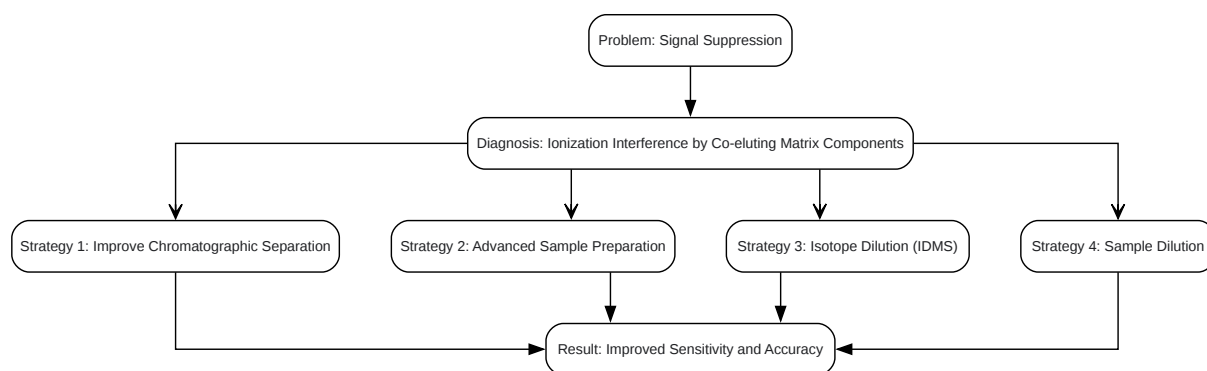 Problem: Signal Suppression
Diagnosis: Ionization Interference by Co-eluting Matrix Components
Strategy 1: Improve Chromatographic Separation
Strategy 2: Advanced Sample Preparation
Strategy 3: Isotope Dilution (IDMS)
Strategy 4: Sample Dilution
Result: Improved Sensitivity and Accuracy